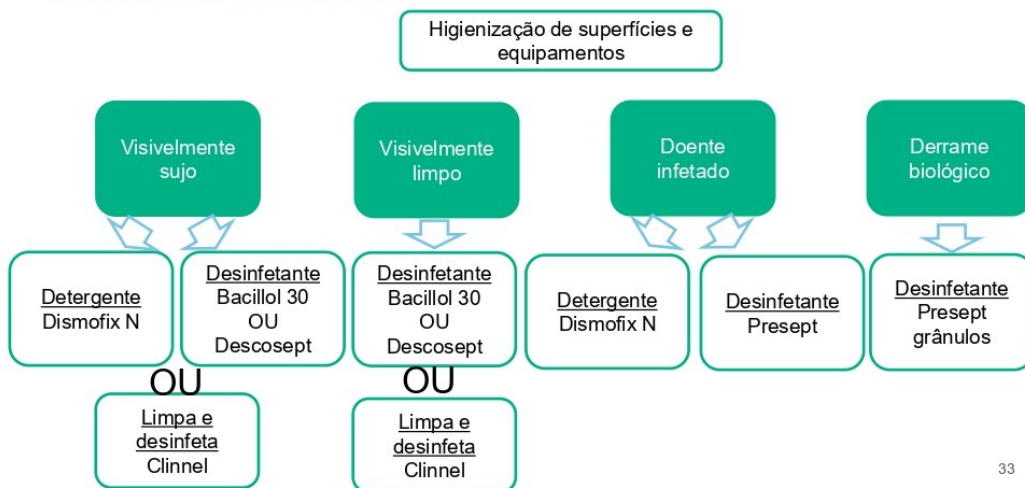 Higienização de superfícies e
equipamentos
Visivelmente
sujo
Visivelmente
limpo
Doente
infetado
Derrame
biológico
Detergente
Dismofix N
Desinfetante
Bacillol 30
OU
Descosept
Desinfetante
Bacillol 30
OU
Descosept
Detergente
Dismofix N
Desinfetante
Presept
Desinfetante
Presept
grânulos
OU
OU
Limpa e
desinfeta
Clinnel
Limpa e
desinfeta
Clinnel
33